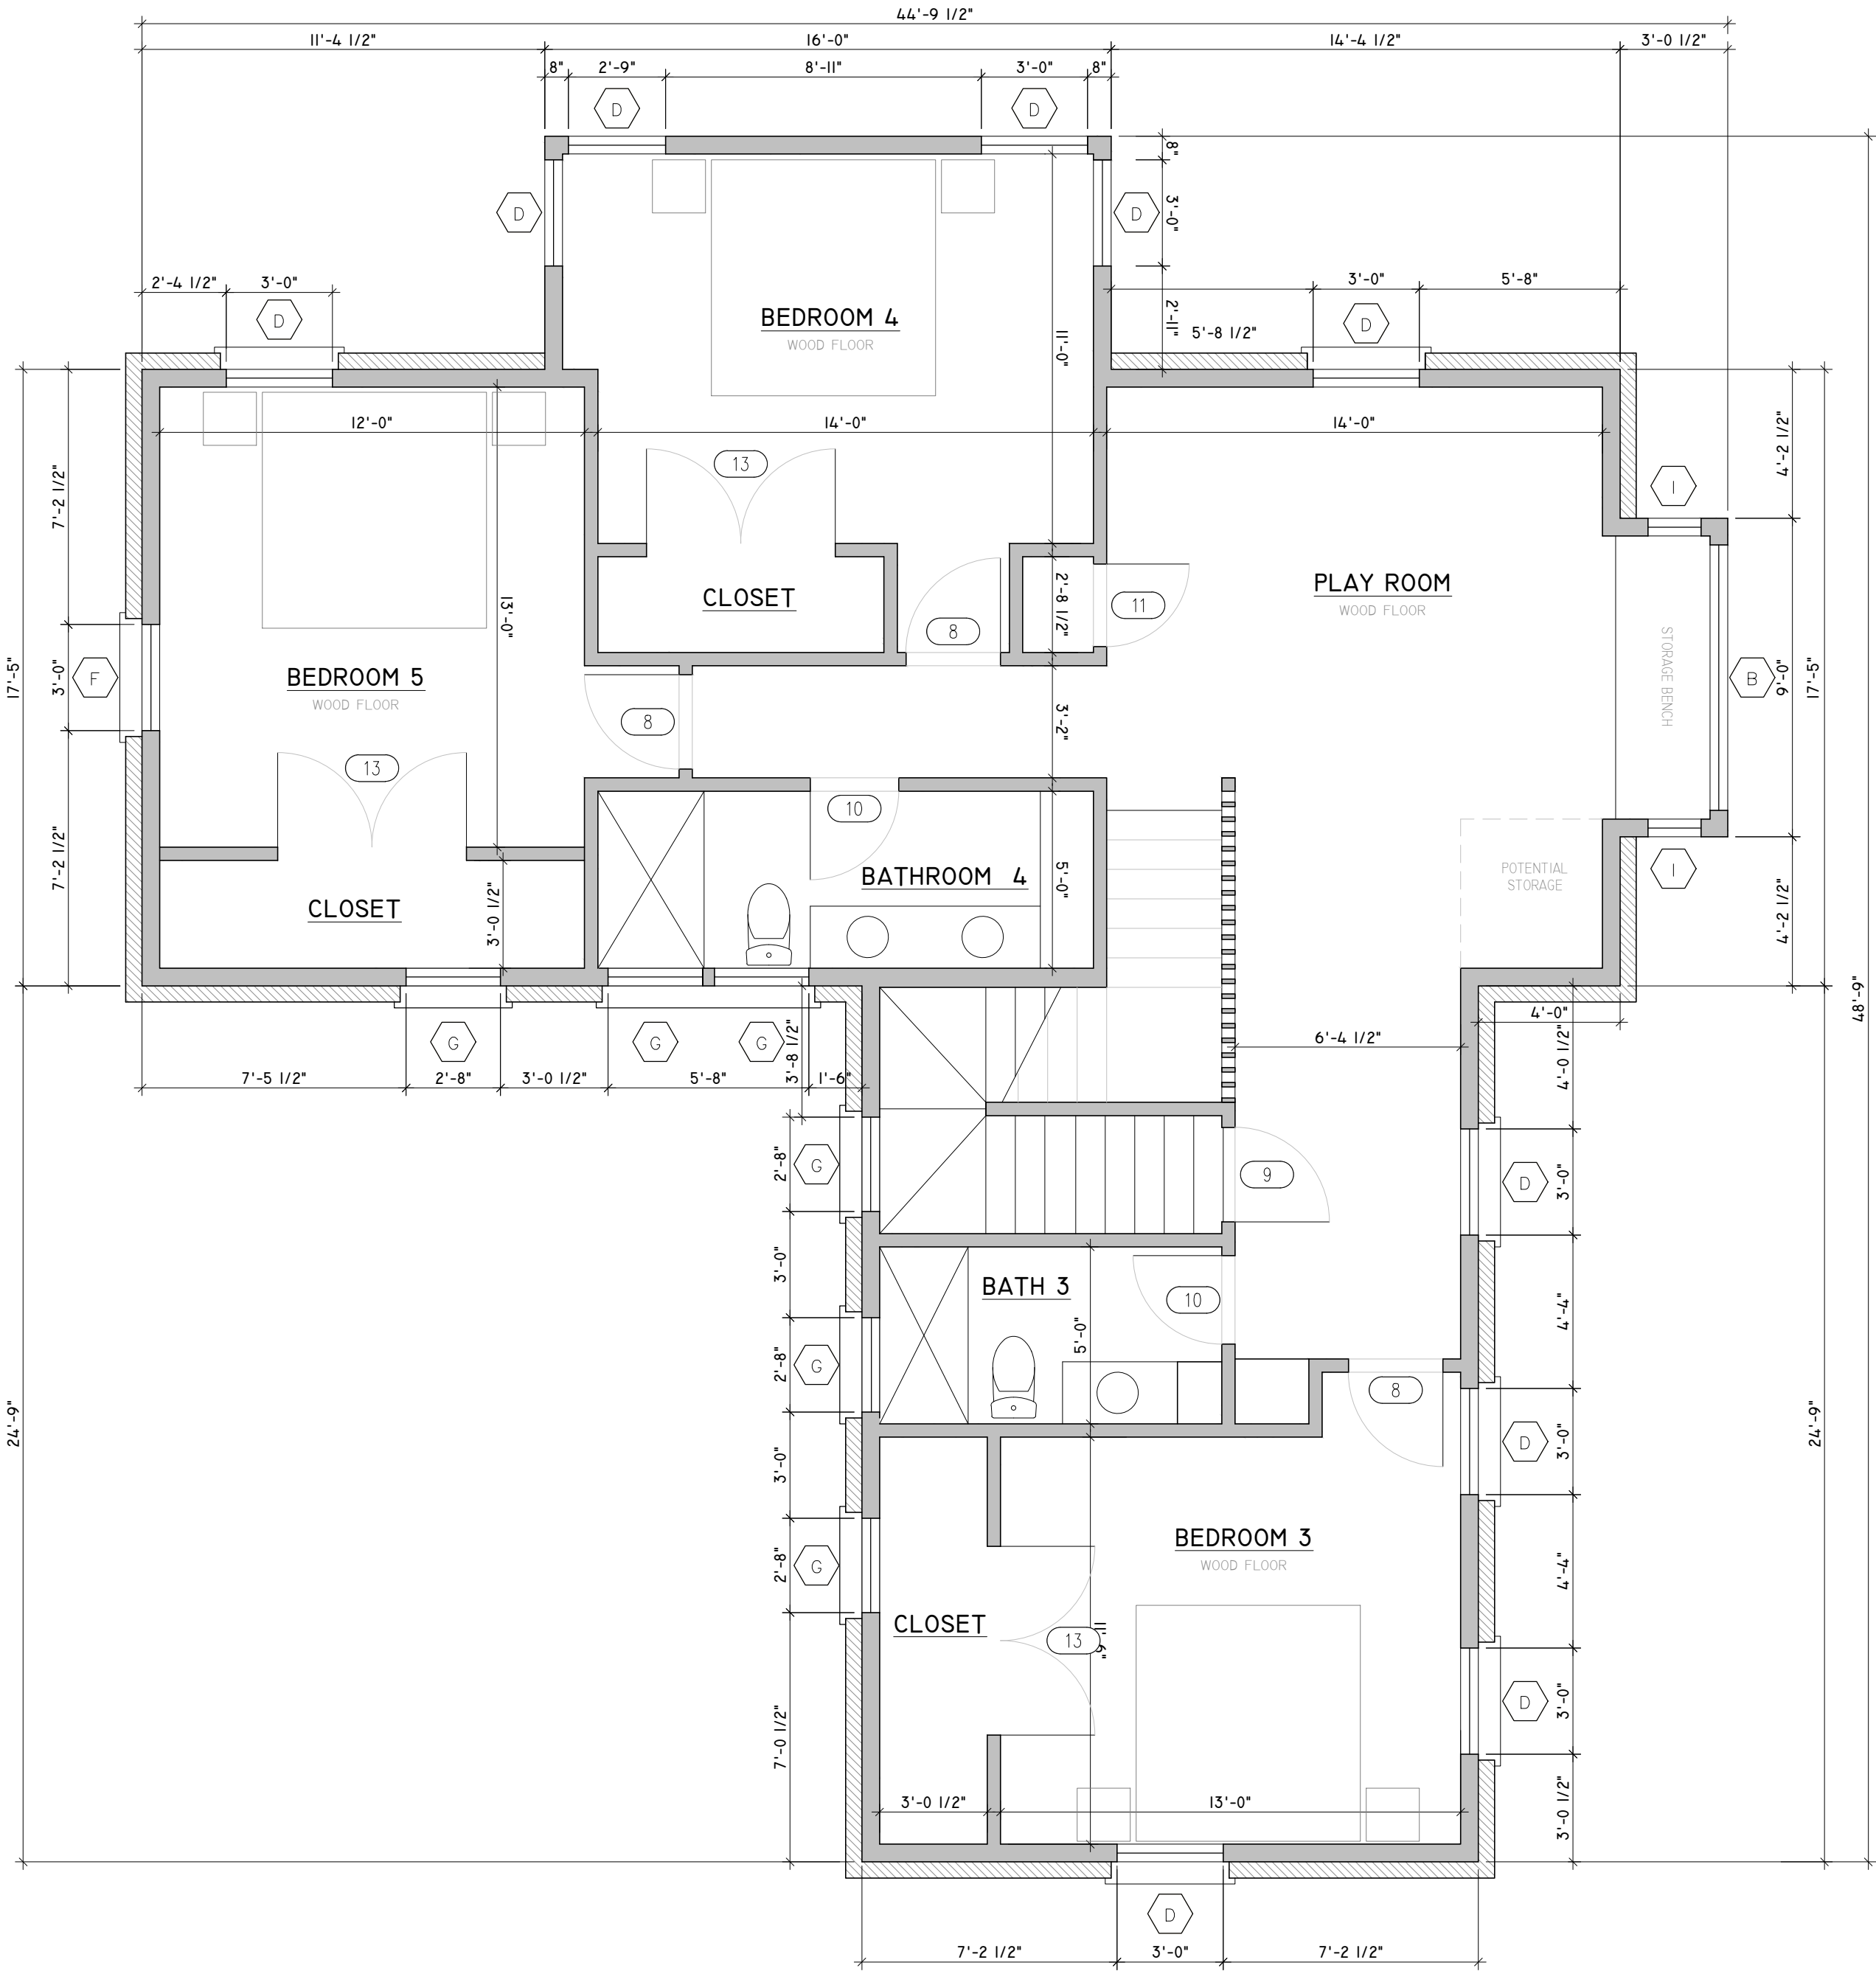 44'-9 1/2"
11'-4 1/2"
16'-0"
14'-4 1/2"
3'-0 1/2"
8"
2'-9"
8'-11"
3'-0"
8"
D
D
8"
D
D
3'-0"
2'-4 1/2"
3'-0"
3'-0"
5'-8"
D
BEDROOM 4
WOOD FLOOR
2'-11"
5'-8 1/2"
D
11'-0"
12'-0"
14'-0"
14'-0"
4'-2 1/2"
13
7'-2 1/2"
I
CLOSET
PLAY ROOM
WOOD FLOOR
13'-0"
2'-8 1/2"
11
8
17'-5"
3'-0"
F
BEDROOM 5
WOOD FLOOR
STORAGE BENCH
B
9'-0"
17'-5"
8
3'-2"
13
10
7'-2 1/2"
BATHROOM 4
5'-0"
POTENTIAL
STORAGE
I
4'-2 1/2"
CLOSET
3'-0 1/2"
48'-9"
G
G
G
3'-8 1/2"
4'-0"
6'-4 1/2"
4'-0 1/2"
7'-5 1/2"
2'-8"
3'-0 1/2"
5'-8"
1'-6"
2'-8"
G
9
D
3'-0"
3'-0"
BATH 3
10
4'-4"
5'-0"
2'-8"
G
8
24'-9"
24'-9"
3'-0"
D
3'-0"
BEDROOM 3
WOOD FLOOR
2'-8"
G
4'-4"
CLOSET
13
11'-6"
D
3'-0"
7'-0 1/2"
3'-0 1/2"
13'-0"
3'-0 1/2"
D
7'-2 1/2"
3'-0"
7'-2 1/2"